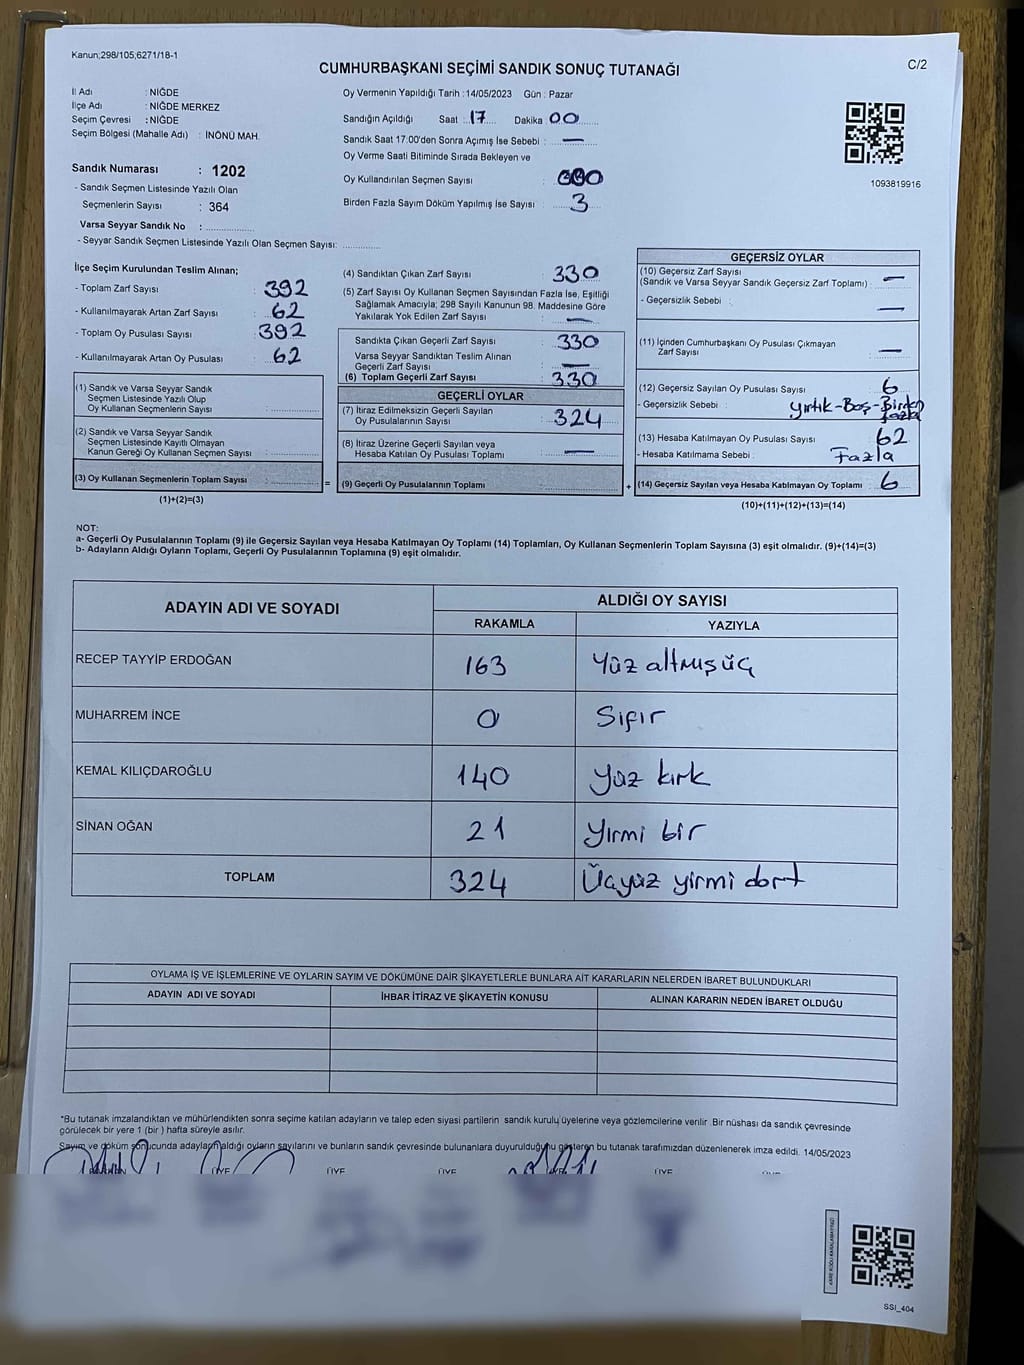 Kanun;298/105;6271/18-1
C/2
CUMHURBAŞKANI SEÇİMİ SANDIK SONUÇ TUTANAĞI
İl Adı : NİĞDE
İlçe Adı : NİĞDE MERKEZ
Seçim Çevresi : NİĞDE
Seçim Bölgesi (Mahalle Adı) : İNÖNÜ MAH.
Sandık Numarası : 1202
- Sandık Seçmen Listesinde Yazılı Olan
Seçmenlerin Sayısı : 364
Varsa Seyyar Sandık No :
- Seyyar Sandık Seçmen Listesinde Yazılı Olan Seçmen Sayısı:
Oy Vermenin Yapıldığı Tarih :14/05/2023 Gün : Pazar
Sandığın Açıldığı Saat 17 Dakika 00
Sandık Saat 17.00'den Sonra Açımış İse Sebebi : —
Oy Verme Saati Bitiminde Sırada Bekleyen ve
Oy Kullandırılan Seçmen Sayısı :
Birden Fazla Sayım Döküm Yapılmış İse Sayısı : 3
1093819916
İlçe Seçim Kurulundan Teslim Alınan;
- Toplam Zarf Sayısı : 392
- Kullanılmayarak Artan Zarf Sayısı : 62
- Toplam Oy Pusulası Sayısı : 392
- Kullanılmayarak Artan Oy Pusulası : 62
(1) Sandık ve Varsa Seyyar Sandık
Seçmen Listesinde Yazılı Olup
Oy Kullanan Seçmenlerin Sayısı :
(2) Sandık ve Varsa Seyyar Sandık
Seçmen Listesinde Kayıtlı Olmayan
Kanun Gereği Oy Kullanan Seçmen Sayısı :
(3) Oy Kullanan Seçmenlerin Toplam Sayısı :
(1)+(2)=(3)
=
(4) Sandıktan Çıkan Zarf Sayısı : 330
(5) Zarf Sayısı Oy Kullanan Seçmen Sayısından Fazla İse, Eşitliği
Sağlamak Amacıyla; 298 Sayılı Kanunun 98. Maddesine Göre
Yakılarak Yok Edilen Zarf Sayısı : —
Sandıkta Çıkan Geçerli Zarf Sayısı : 330
Varsa Seyyar Sandıktan Teslim Alınan
Geçerli Zarf Sayısı : —
(6) Toplam Geçerli Zarf Sayısı : 330
GEÇERLİ OYLAR
(7) İtiraz Edilmeksizin Geçerli Sayılan
Oy Pusulalarının Sayısı : 324
(8) İtiraz Üzerine Geçerli Sayılan veya
Hesaba Katılan Oy Pusulası Toplamı : —
(9) Geçerli Oy Pusulalarının Toplamı :
+
GEÇERSİZ OYLAR
(10) Geçersiz Zarf Sayısı
(Sandık ve Varsa Seyyar Sandık Geçersiz Zarf Toplamı) : —
- Geçersizlik Sebebi : —
(11) İçinden Cumhurbaşkanı Oy Pusulası Çıkmayan
Zarf Sayısı : —
(12) Geçersiz Sayılan Oy Pusulası Sayısı : 6
- Geçersizlik Sebebi : Yırtık-Boş-Birden
fazla
(13) Hesaba Katılmayan Oy Pusulası Sayısı : 62
- Hesaba Katılmama Sebebi : Fazla
(14) Geçersiz Sayılan veya Hesaba Katılmayan Oy Toplamı : 6
(10)+(11)+(12)+(13)=(14)
NOT:
a- Geçerli Oy Pusulalarının Toplamı (9) ile Geçersiz Sayılan veya Hesaba Katılmayan Oy Toplamı (14) Toplamları, Oy Kullanan Seçmenlerin Toplam Sayısına (3) eşit olmalıdır. (9)+(14)=(3)
b- Adayların Aldığı Oyların Toplamı, Geçerli Oy Pusulalarının Toplamına (9) eşit olmalıdır.
ADAYIN ADI VE SOYADI
ALDIĞI OY SAYISI
RAKAMLA YAZIYLA
RECEP TAYYİP ERDOĞAN 163 Yüz altmış üç
MUHARREM İNCE 0 Sıfır
KEMAL KILIÇDAROĞLU 140 Yüz kırk
SİNAN OĞAN 21 Yirmi bir
TOPLAM 324 Üçyüz yirmi dört
OYLAMA İŞ VE İŞLEMLERİNE VE OYLARIN SAYIM VE DÖKÜMÜNE DAİR ŞİKAYETLERLE BUNLARA AİT KARARLARIN NELERDEN İBARET BULUNDUKLARI
ADAYIN ADI VE SOYADI İHBAR İTİRAZ VE ŞİKAYETİN KONUSU ALINAN KARARIN NEDEN İBARET OLDUĞU
*Bu tutanak imzalandıktan ve mühürlendikten sonra seçime katılan adayların ve talep eden siyasi partilerin sandık kurulu üyelerine veya gözlemcilerine verilir. Bir nüshası da sandık çevresinde
görülecek bir yere 1 (bir ) hafta süreyle asılır.
Sayım ve döküm sonucunda adayların aldığı oyların sayılarını ve bunların sandık çevresinde bulunanlara duyurulduğunu gösteren bu tutanak tarafımızdan düzenlenerek imza edildi. 14/05/2023
ÜYE ÜYE ÜYE ÜYE
SSI_404